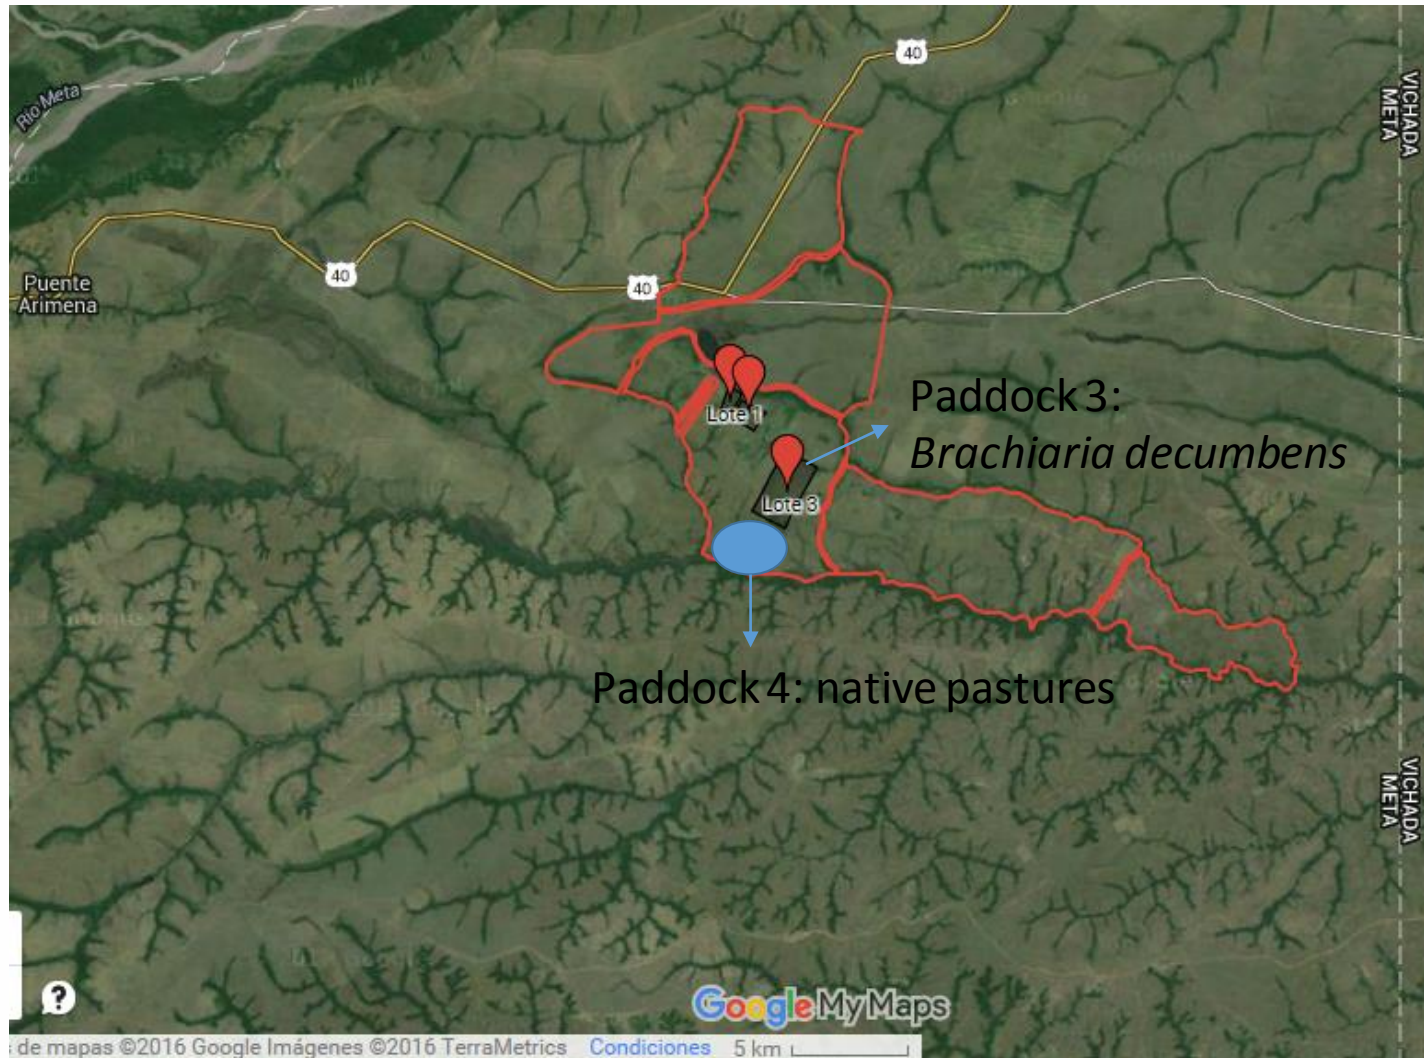 40
VICHADA
META
Río Meta
40
40
Puente
Arimena
Lote 1
Paddock 3:
Brachiaria decumbens
Lote 3
Paddock 4: native pastures
VICHADA
META
?
Google My Maps
de mapas ©2016 Google Imágenes ©2016 TerraMetrics Condiciones 5 km